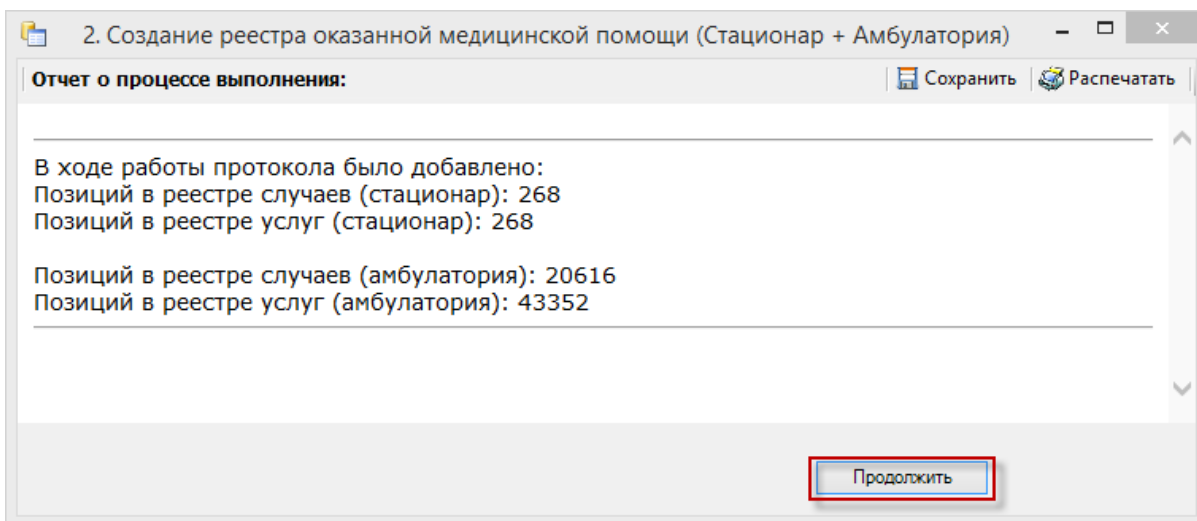 2. Создание реестра оказанной медицинской помощи (Стационар + Амбулатория)
Отчет о процессе выполнения: Сохранить Распечатать
В ходе работы протокола было добавлено:
Позиций в реестре случаев (стационар): 268
Позиций в реестре услуг (стационар): 268
Позиций в реестре случаев (амбулатория): 20616
Позиций в реестре услуг (амбулатория): 43352
Продолжить